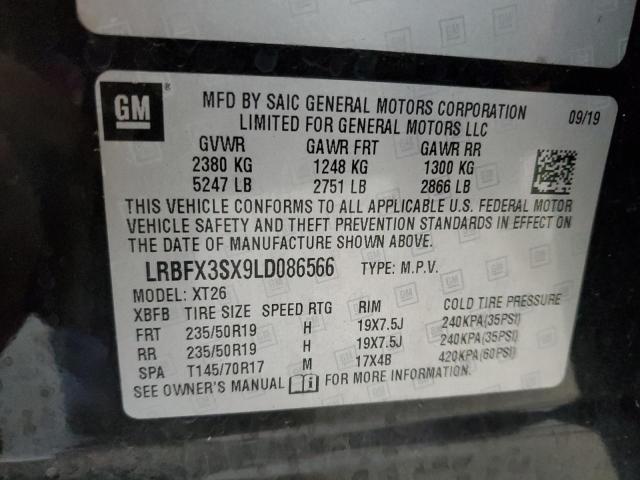 GM
®
MFD BY SAIC GENERAL MOTORS CORPORATION
LIMITED FOR GENERAL MOTORS LLC
09/19
GVWR GAWR FRT GAWR RR
2380 KG 1248 KG 1300 KG
5247 LB 2751 LB 2866 LB
THIS VEHICLE CONFORMS TO ALL APPLICABLE U.S. FEDERAL MOTOR
VEHICLE SAFETY AND THEFT PREVENTION STANDARDS IN EFFECT ON
THE DATE OF MANUFACTURE SHOWN ABOVE.
LRBFX3SX9LD086566 TYPE: M.P.V.
MODEL: XT26
XBFB TIRE SIZE SPEED RTG RIM COLD TIRE PRESSURE
FRT 235/50R19 H 19X7.5J 240KPA(35PSI)
RR 235/50R19 H 19X7.5J 240KPA(35PSI)
SPA T145/70R17 M 17X4B 420KPA(60PSI)
SEE OWNER'S MANUAL i FOR MORE INFORMATION.